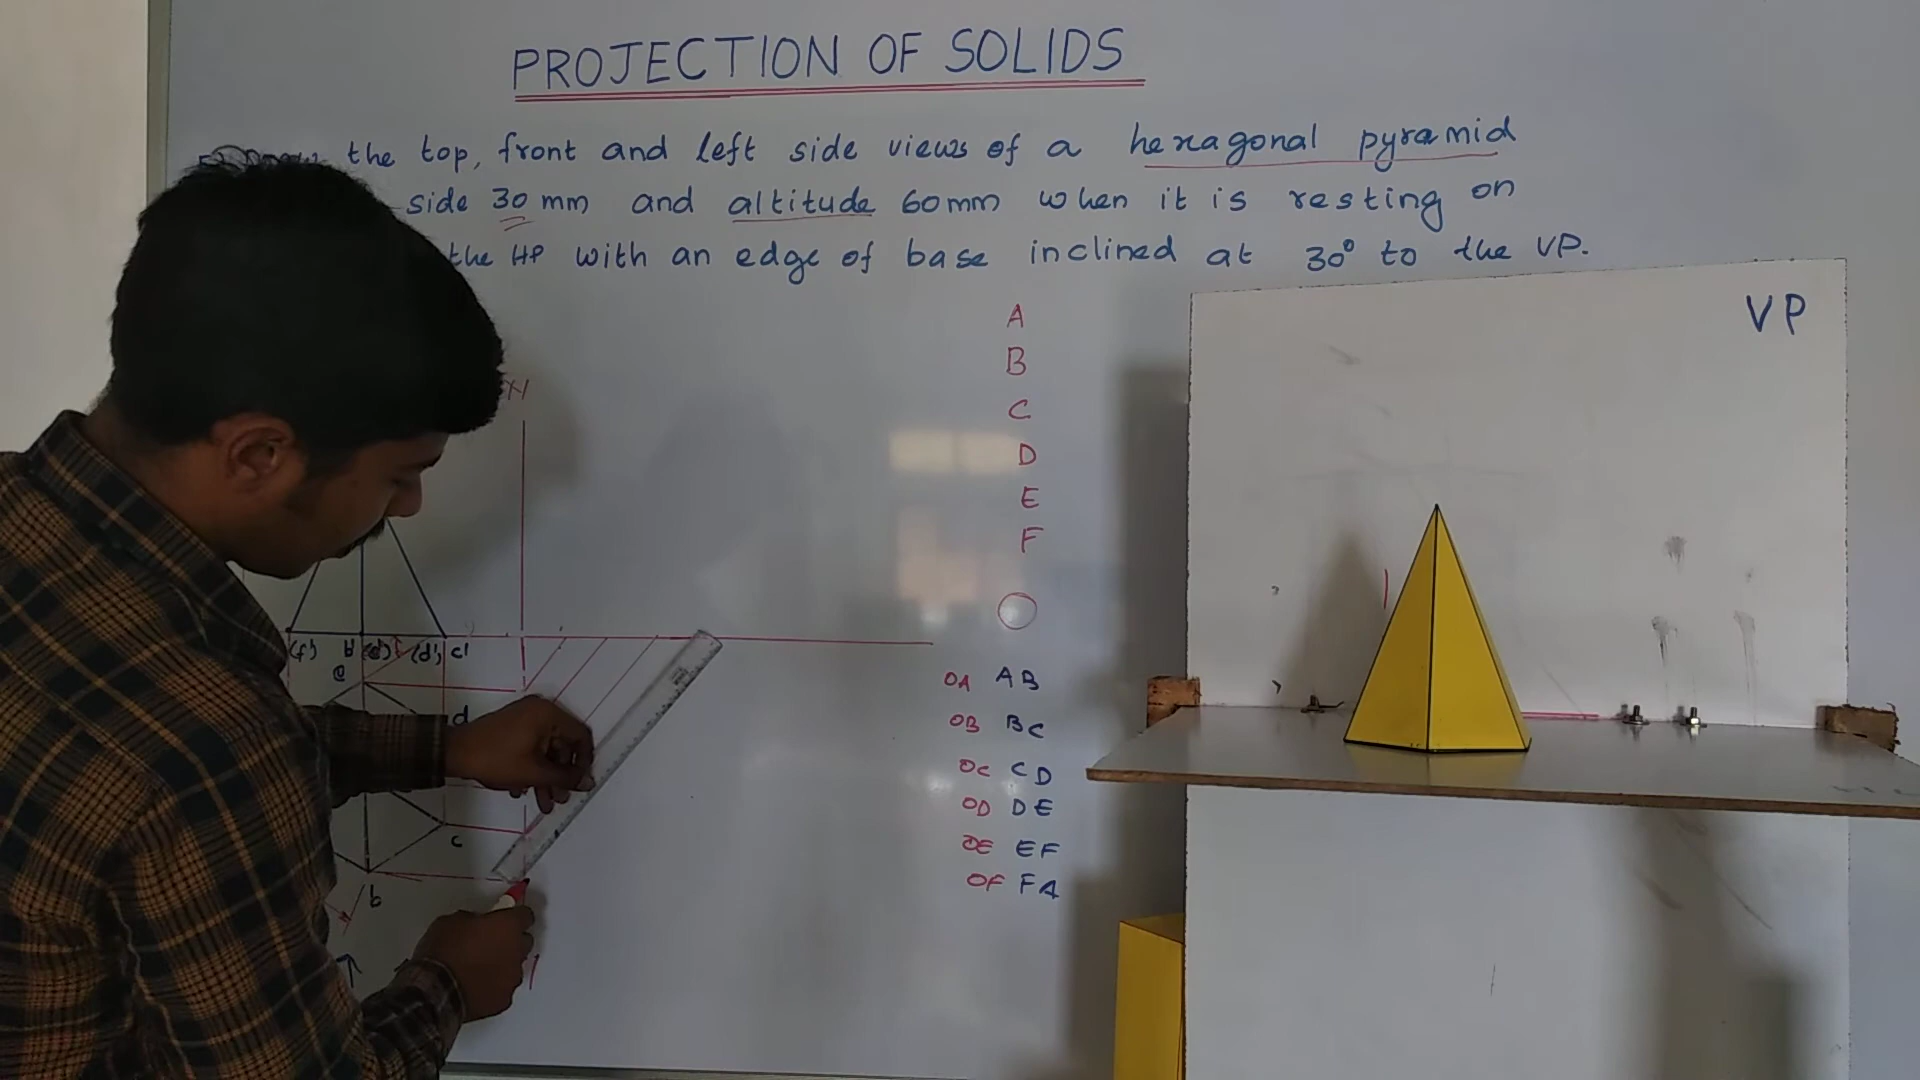 PROJECTION OF SOLIDS
the top, front and left side views of a hexagonal pyramid
side 30 mm and altitude 60mm when it is resting on
the HP with an edge of base inclined at 30° to the VP.
VP
A
B
C
D
E
F
O
OA AB
OB BC
OC CD
OD DE
OE EF
OF FA
c'
d
c
b